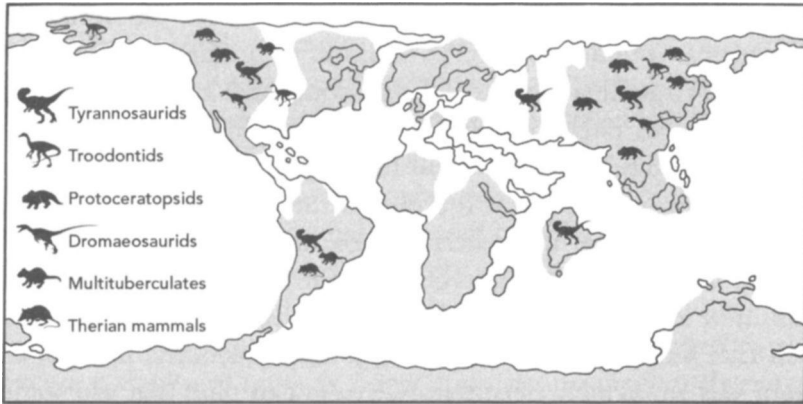 Tyrannosaurids
Troodontids
Protoceratopsids
Dromaeosaurids
Multituberculates
Therian mammals